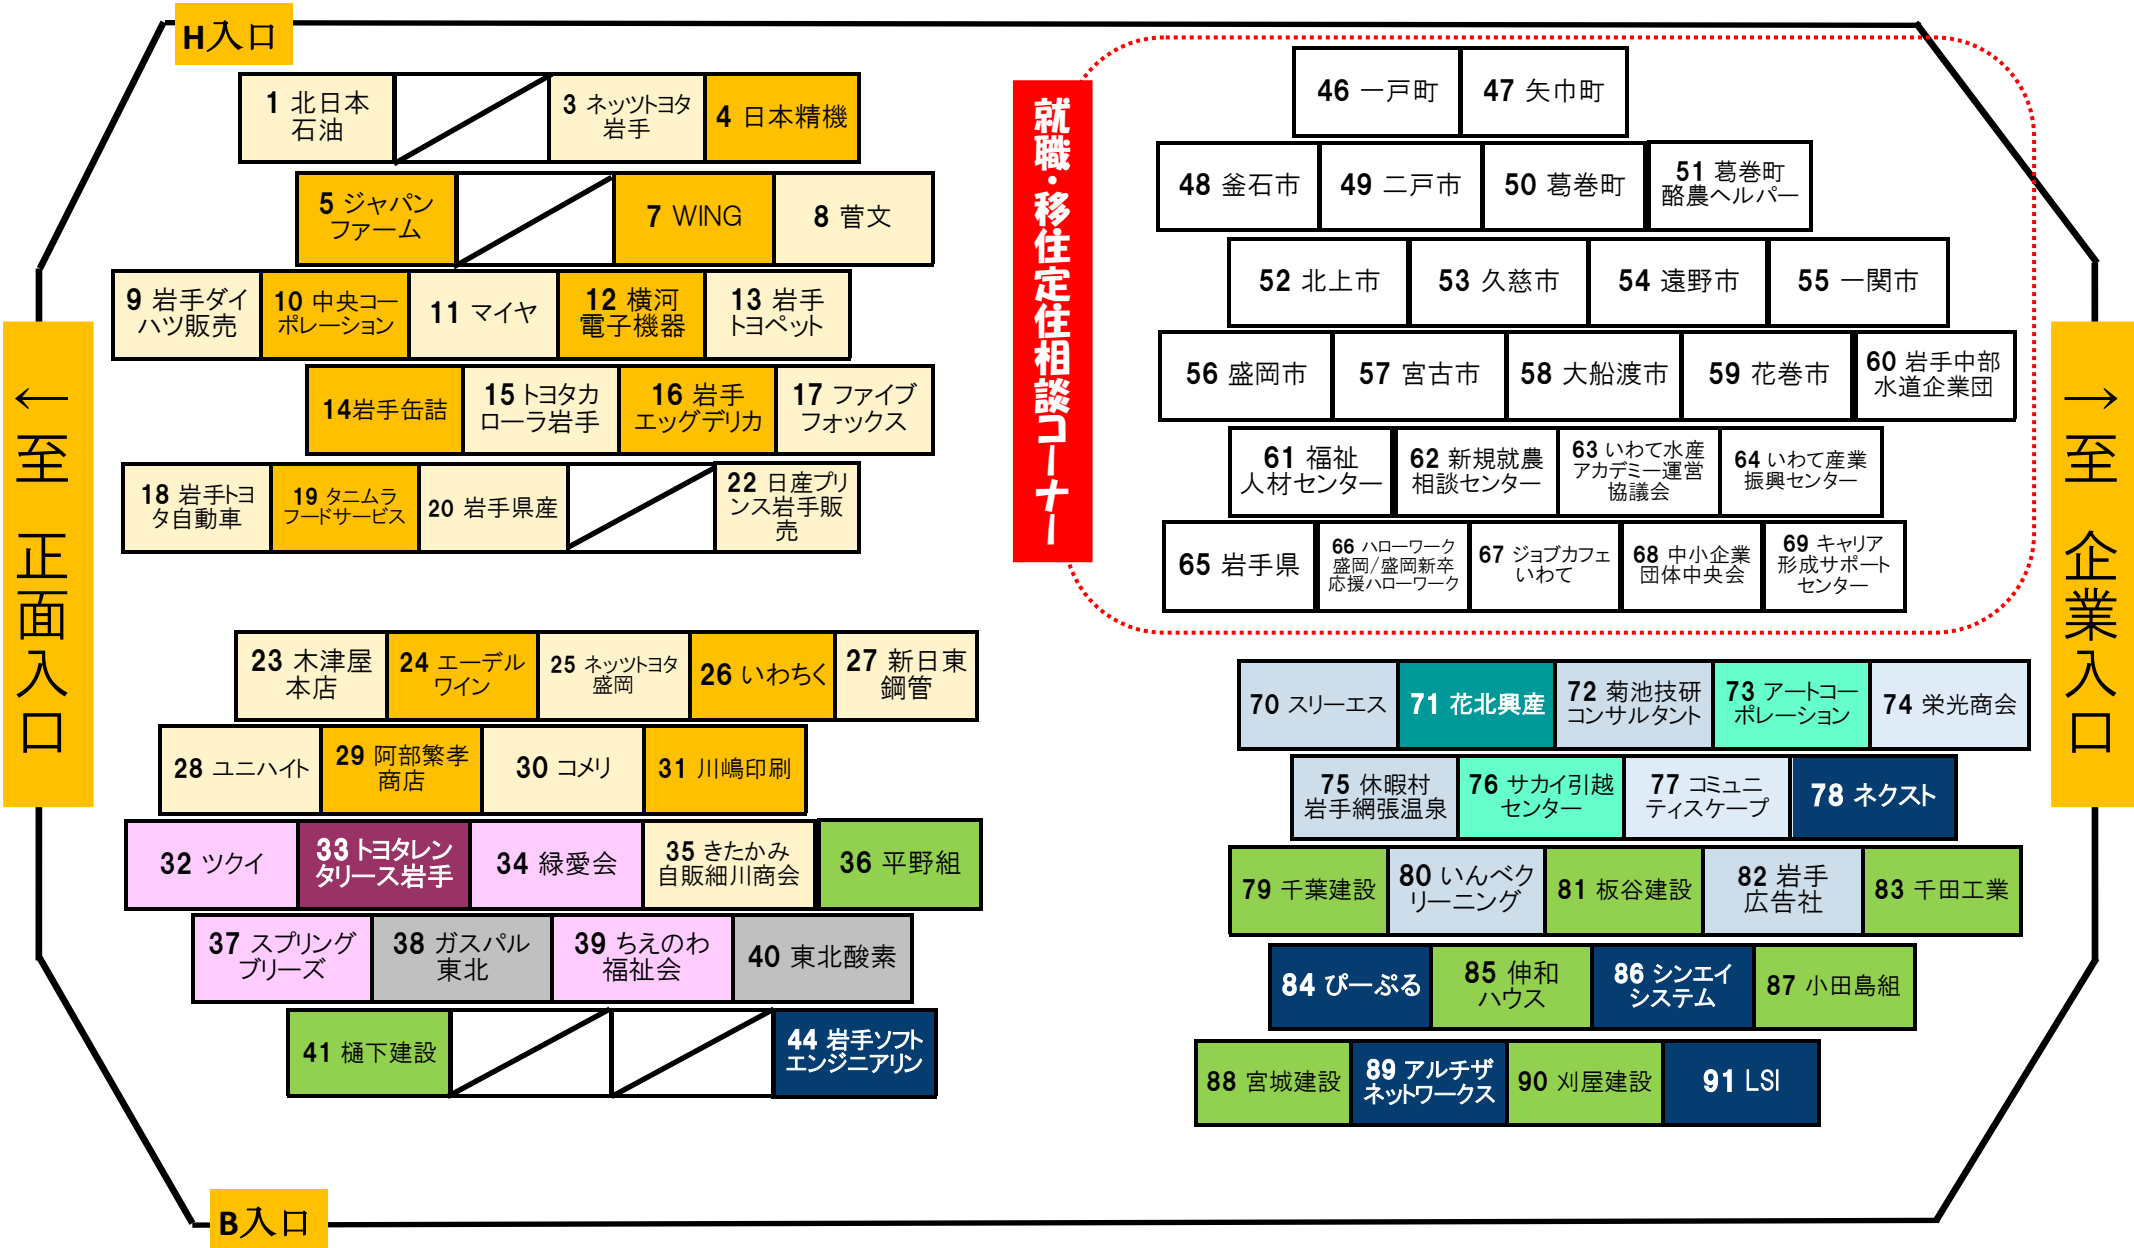 H入口
1 北日本
石油
3 ネッツトヨタ
岩手
4 日本精機
5 ジャパン
ファーム
7 WING
8 菅文
9 岩手ダイ
ハツ販売
10 中央コー
ポレーション
11 マイヤ
12 横河
電子機器
13 岩手
トヨペット
14岩手缶詰
15 トヨタカ
ローラ岩手
16 岩手
エッグデリカ
17 ファイブ
フォックス
18 岩手トヨ
タ自動車
19 タニムラ
フードサービス
20 岩手県産
22 日産プリ
ンス岩手販
売
←至 正面入口
23 木津屋
本店
24 エーデル
ワイン
25 ネッツトヨタ
盛岡
26 いわちく
27 新日東
鋼管
28 ユニハイト
29 阿部繁孝
商店
30 コメリ
31 川嶋印刷
32 ツクイ
33 トヨタレン
タリース岩手
34 緑愛会
35 きたかみ
自販細川商会
36 平野組
37 スプリング
ブリーズ
38 ガスパル
東北
39 ちえのわ
福祉会
40 東北酸素
41 樋下建設
44 岩手ソフト
エンジニアリン
B入口
就職・移住定住相談コーナー
46 一戸町
47 矢巾町
48 釜石市
49 二戸市
50 葛巻町
51 葛巻町
酪農ヘルパー
52 北上市
53 久慈市
54 遠野市
55 一関市
56 盛岡市
57 宮古市
58 大船渡市
59 花巻市
60 岩手中部
水道企業団
61 福祉
人材センター
62 新規就農
相談センター
63 いわて水産
アカデミー運営
協議会
64 いわて産業
振興センター
65 岩手県
66 ハローワーク
盛岡/盛岡新卒
応援ハローワーク
67 ジョブカフェ
いわて
68 中小企業
団体中央会
69 キャリア
形成サポート
センター
→至 企業入口
70 スリーエス
71 花北興産
72 菊池技研
コンサルタント
73 アートコー
ポレーション
74 栄光商会
75 休暇村
岩手網張温泉
76 サカイ引越
センター
77 コミュニ
ティスケープ
78 ネクスト
79 千葉建設
80 いんべクリ
ーニング
81 板谷建設
82 岩手
広告社
83 千田工業
84 ぴーぷる
85 伸和
ハウス
86 シンエイ
システム
87 小田島組
88 宮城建設
89 アルチザ
ネットワークス
90 刈屋建設
91 LSI